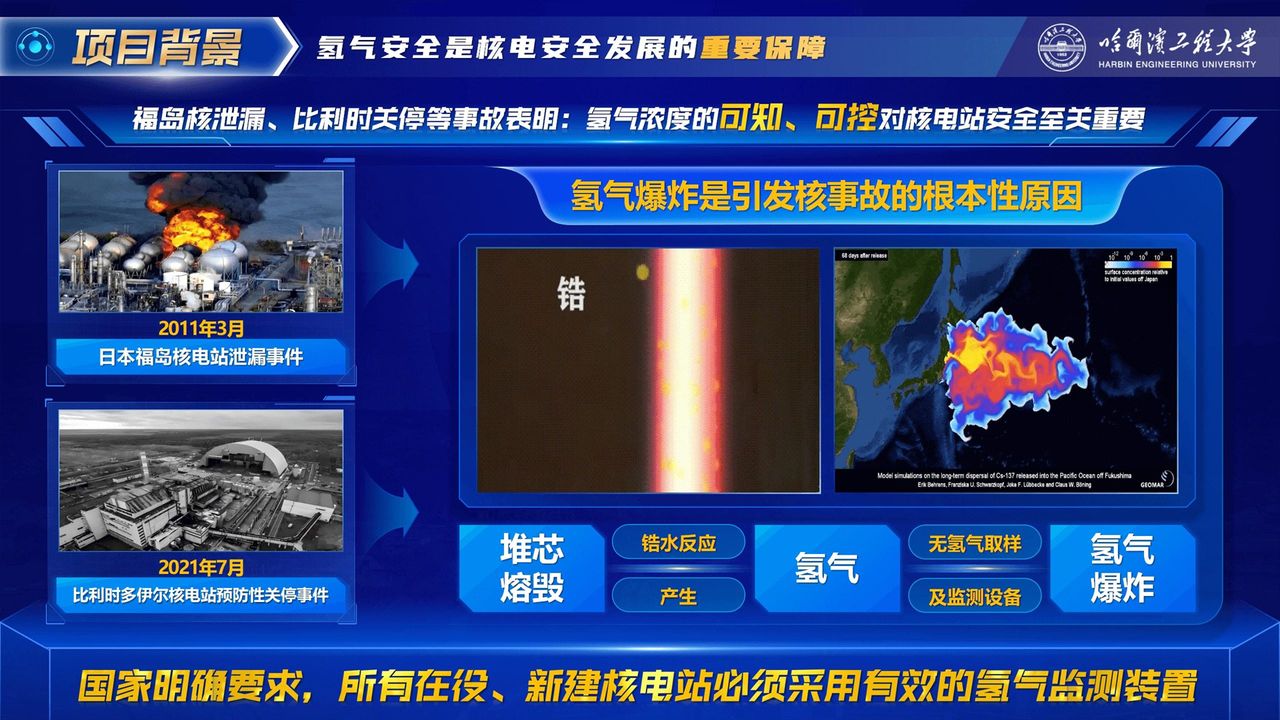 项目背景
氢气安全是核电安全发展的重要保障
哈尔滨工程大学
HARBIN ENGINEERING UNIVERSITY
福岛核泄漏、比利时关停等事故表明：氢气浓度的可知、可控对核电站安全至关重要
2011年3月
日本福岛核电站泄漏事件
2021年7月
比利时多伊尔核电站预防性关停事件
氢气爆炸是引发核事故的根本性原因
锆
68 days after release
surface concentration relative
to initial values off Japan
Model simulations on the long-term dispersal of Cs-137 released into the Pacific Ocean off Fukushima
Erik Behrens, Franziska U. Schwarzkopf, Joke F. Lübbecke and Claus W. Böning
GEOMAR
堆芯
熔毁
锆水反应
产生
氢气
无氢气取样
及监测设备
氢气
爆炸
国家明确要求，所有在役、新建核电站必须采用有效的氢气监测装置